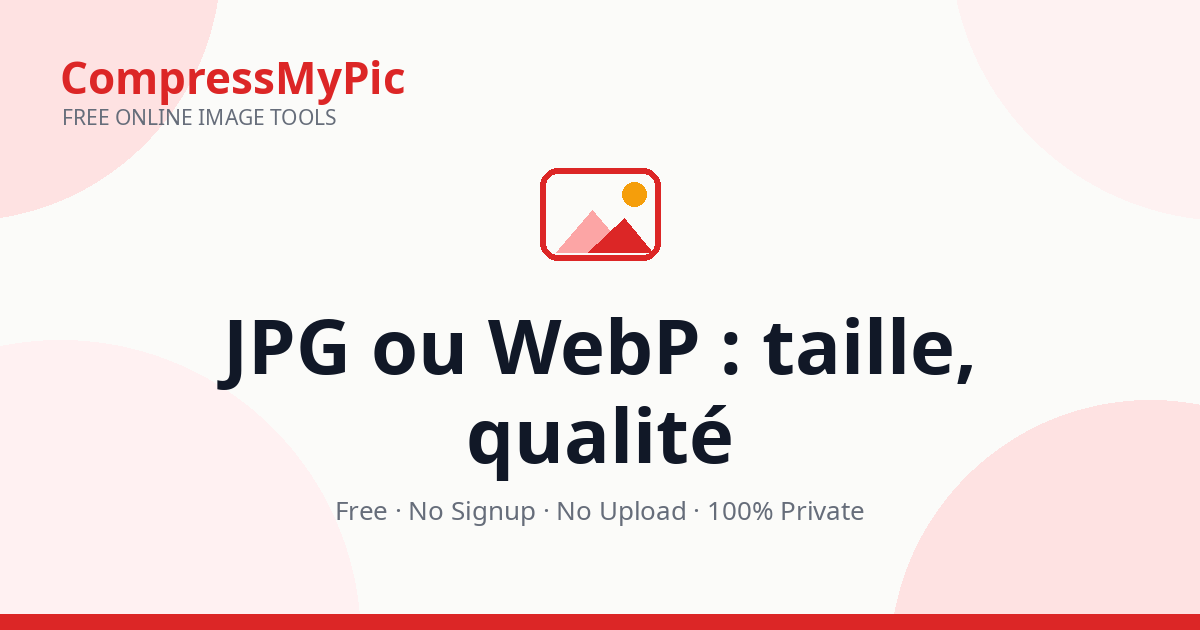 CompressMyPic
FREE ONLINE IMAGE TOOLS
JPG ou WebP : taille,
qualité
Free · No Signup · No Upload · 100% Private